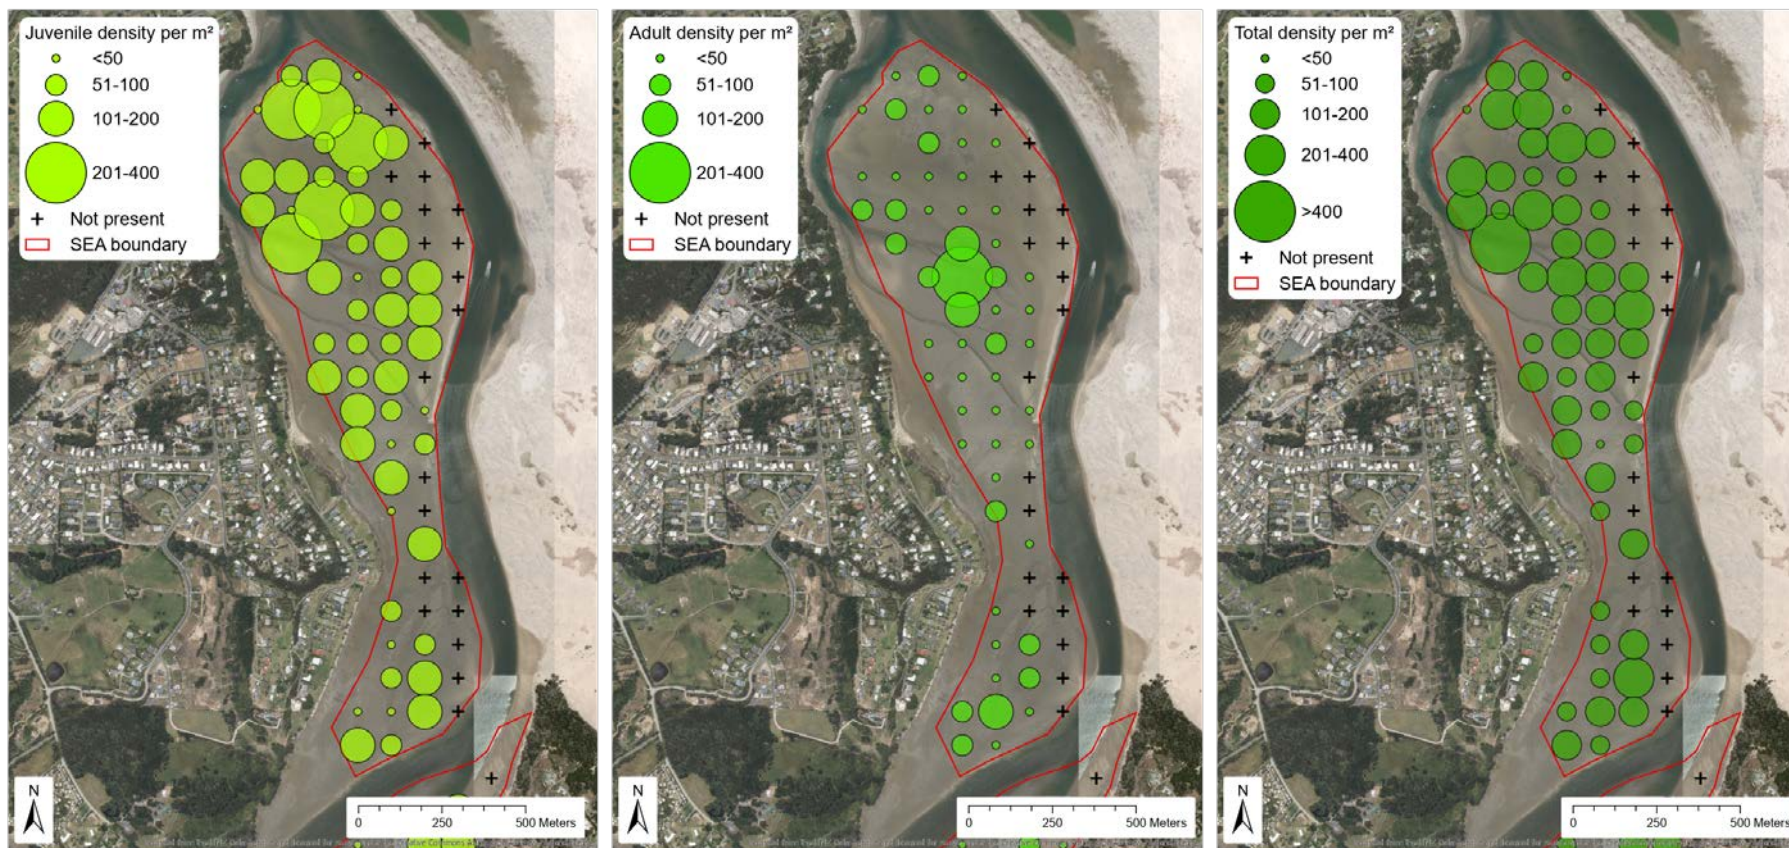 Juvenile density per m²
<50
51-100
101-200
201-400
Not present
SEA boundary
N
0 250 500 Meters
Adult density per m²
<50
51-100
101-200
201-400
Not present
SEA boundary
N
0 250 500 Meters
Total density per m²
<50
51-100
101-200
201-400
>400
Not present
SEA boundary
N
0 250 500 Meters